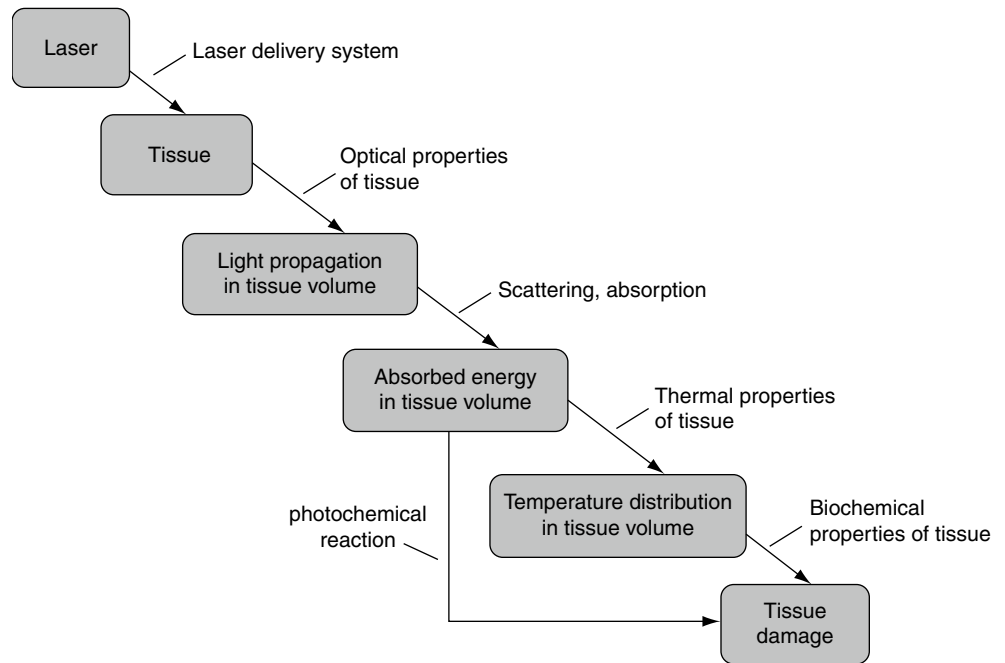 Laser
Laser delivery system
Tissue
Optical properties
of tissue
Light propagation
in tissue volume
Scattering, absorption
Absorbed energy
in tissue volume
Thermal properties
of tissue
Temperature distribution
in tissue volume
photochemical
reaction
Biochemical
properties of tissue
Tissue
damage